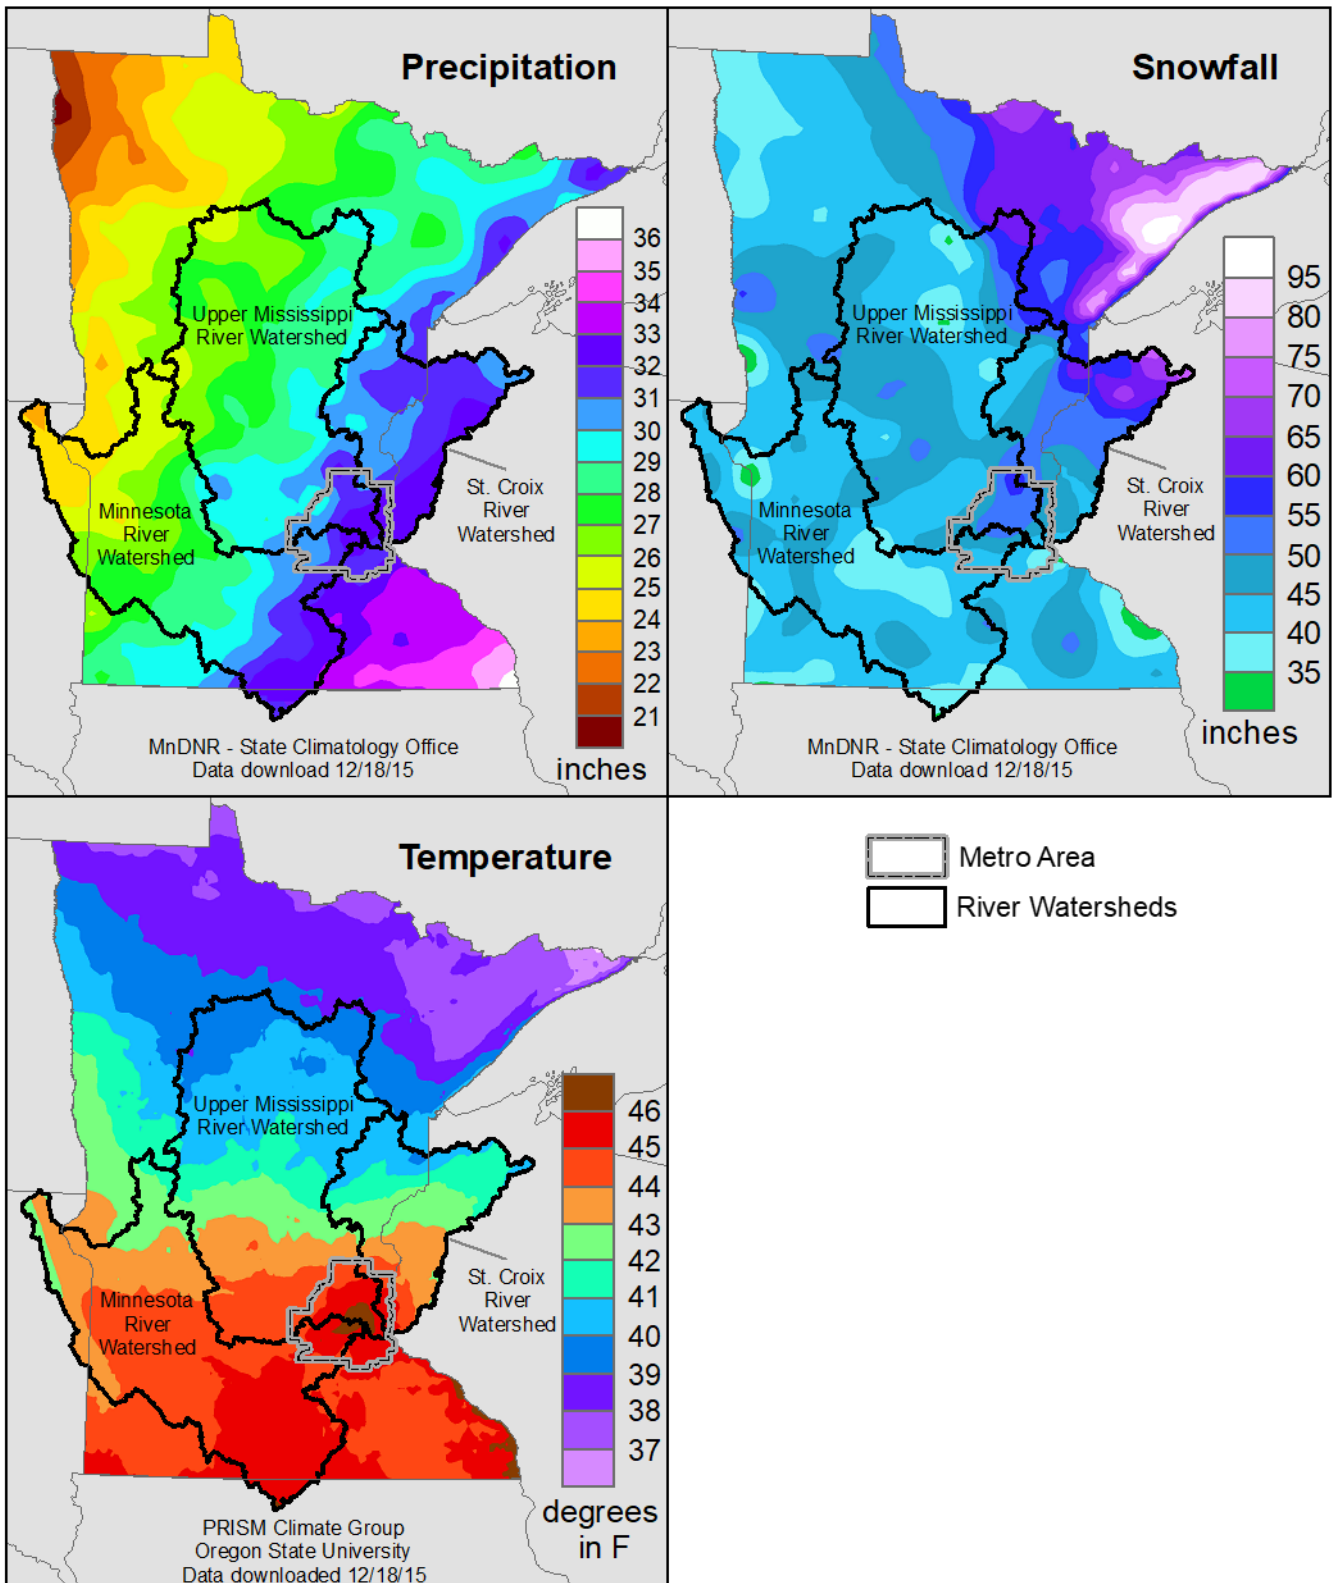 Precipitation
Upper Mississippi
River Watershed
Minnesota
River
Watershed
St. Croix
River
Watershed
36
35
34
33
32
31
30
29
28
27
26
25
24
23
22
21
inches
MnDNR - State Climatology Office
Data download 12/18/15
Snowfall
Upper Mississippi
River Watershed
Minnesota
River
Watershed
St. Croix
River
Watershed
95
80
75
70
65
60
55
50
45
40
35
inches
MnDNR - State Climatology Office
Data download 12/18/15
Temperature
Upper Mississippi
River Watershed
Minnesota
River
Watershed
St. Croix
River
Watershed
46
45
44
43
42
41
40
39
38
37
degrees
in F
PRISM Climate Group
Oregon State University
Data downloaded 12/18/15
Metro Area
River Watersheds